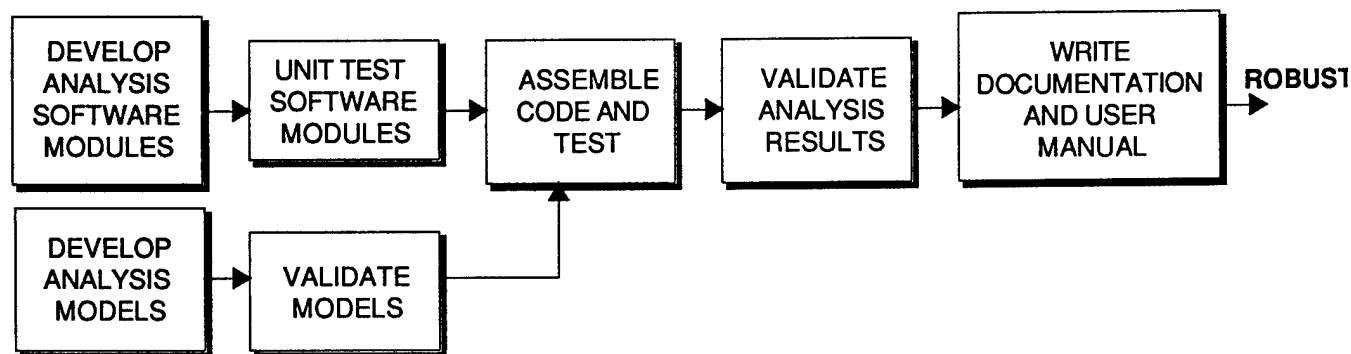 DEVELOP
ANALYSIS
SOFTWARE
MODULES
UNIT TEST
SOFTWARE
MODULES
ASSEMBLE
CODE AND
TEST
VALIDATE
ANALYSIS
RESULTS
WRITE
DOCUMENTATION
AND USER
MANUAL
ROBUST
DEVELOP
ANALYSIS
MODELS
VALIDATE
MODELS